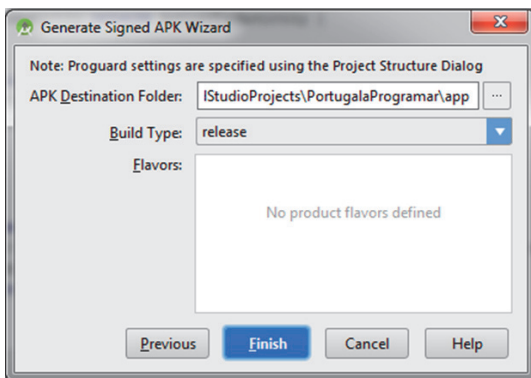 Generate Signed APK Wizard
Note: Proguard settings are specified using the Project Structure Dialog
APK Destination Folder: IStudioProjects\PortugalaProgramar\app ...
Build Type: release
Flavors:
No product flavors defined
Previous Finish Cancel Help